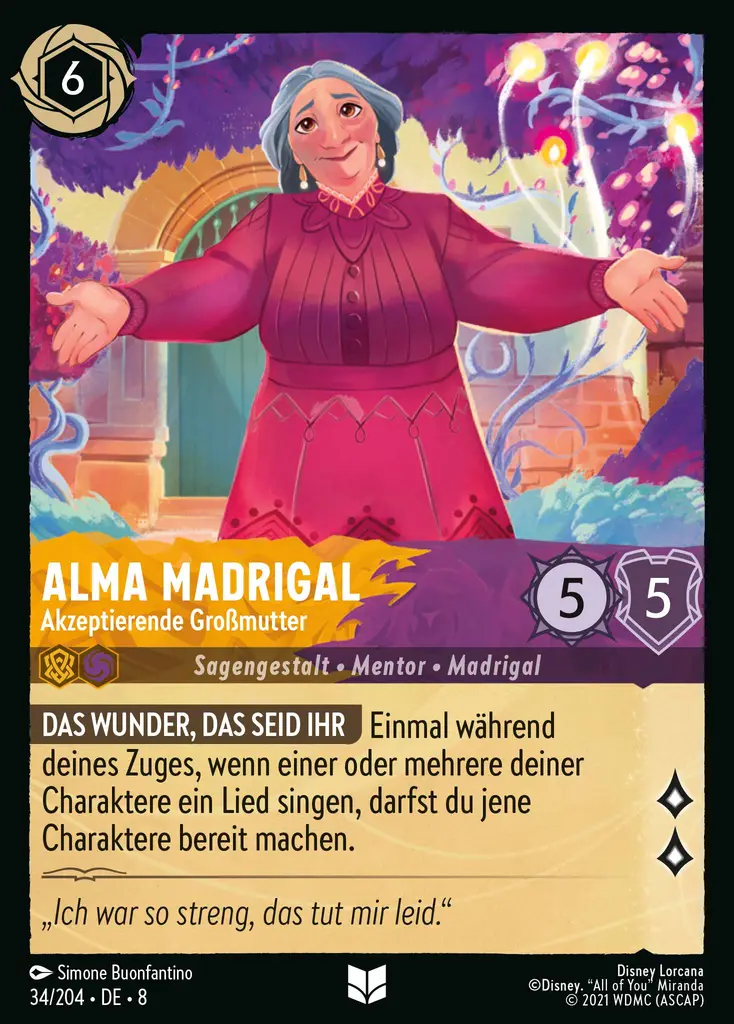 6
ALMA MADRIGAL
Akzeptierende Großmutter
5
5
Sagengestalt • Mentor • Madrigal
DAS WUNDER, DAS SEID IHR Einmal während
deines Zuges, wenn einer oder mehrere deiner
Charaktere ein Lied singen, darfst du jene
Charaktere bereit machen.
„Ich war so streng, das tut mir leid.“
Simone Buonfantino
34/204 • DE • 8
Disney Lorcana
©Disney. “All of You” Miranda
© 2021 WDMC (ASCAP)